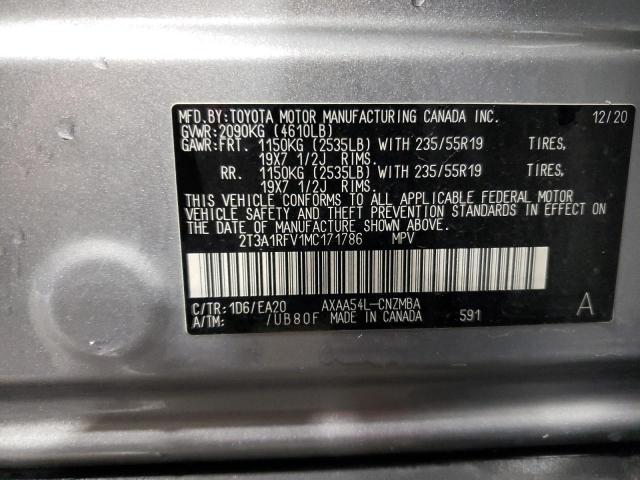 MFD.BY:TOYOTA MOTOR MANUFACTURING CANADA INC. 12/20
GVWR:2090KG (4610LB)
GAWR:FRT. 1150KG (2535LB) WITH 235/55R19 TIRES,
19X7 1/2J RIMS.
RR. 1150KG (2535LB) WITH 235/55R19 TIRES,
19X7 1/2J RIMS.
THIS VEHICLE CONFORMS TO ALL APPLICABLE FEDERAL MOTOR
VEHICLE SAFETY AND THEFT PREVENTION STANDARDS IN EFFECT ON
THE DATE OF MANUFACTURE SHOWN ABOVE.
2T3A1RFV1MC171786 MPV
C/TR:1D6/EA20 AXAA54L-CNZMBA A
A/TM: /UB80F MADE IN CANADA 591